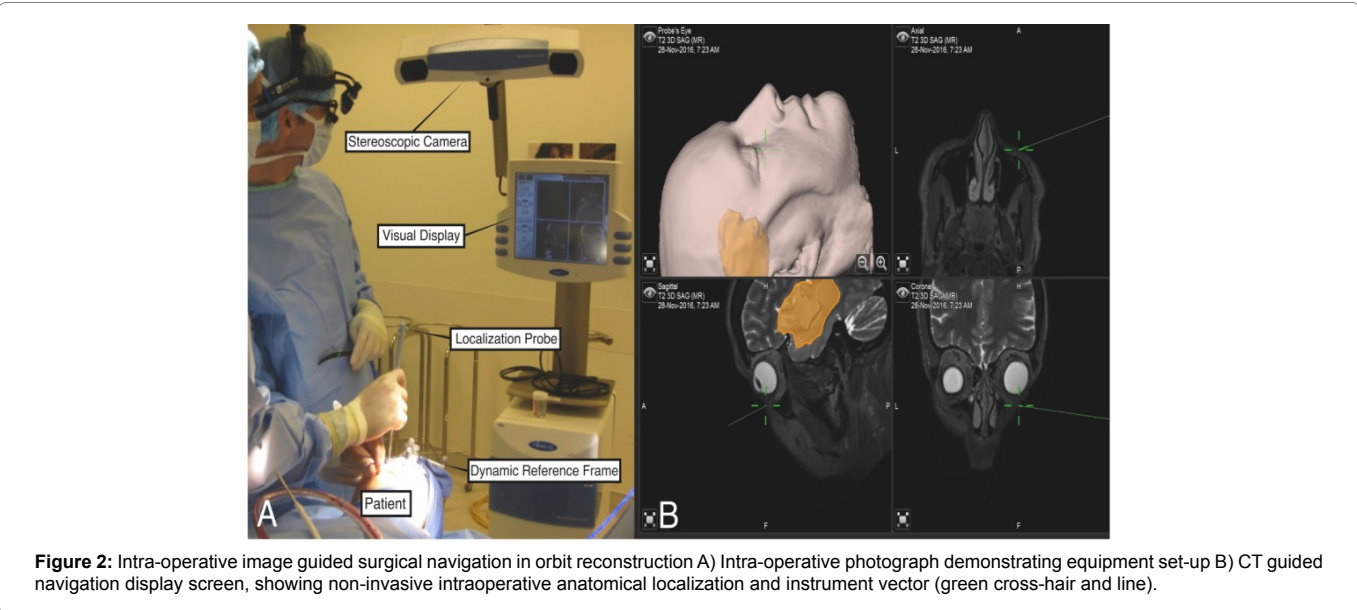 Stereoscopic Camera
Visual Display
Localization Probe
Dynamic Reference Frame
Patient
A
Probe's Eye
T2 3D SAG (MR)
28-Nov-2016, 7:23 AM
Axial
T2 3D SAG (MR)
28-Nov-2016, 7:23 AM
A
L
P
Sagittal
T2 3D SAG (MR)
28-Nov-2016, 7:23 AM
H
A
P
F
Coronal
T2 3D SAG (MR)
28-Nov-2016, 7:23 AM
H
L
F
B
Figure 2: Intra-operative image guided surgical navigation in orbit reconstruction A) Intra-operative photograph demonstrating equipment set-up B) CT guided
navigation display screen, showing non-invasive intraoperative anatomical localization and instrument vector (green cross-hair and line).